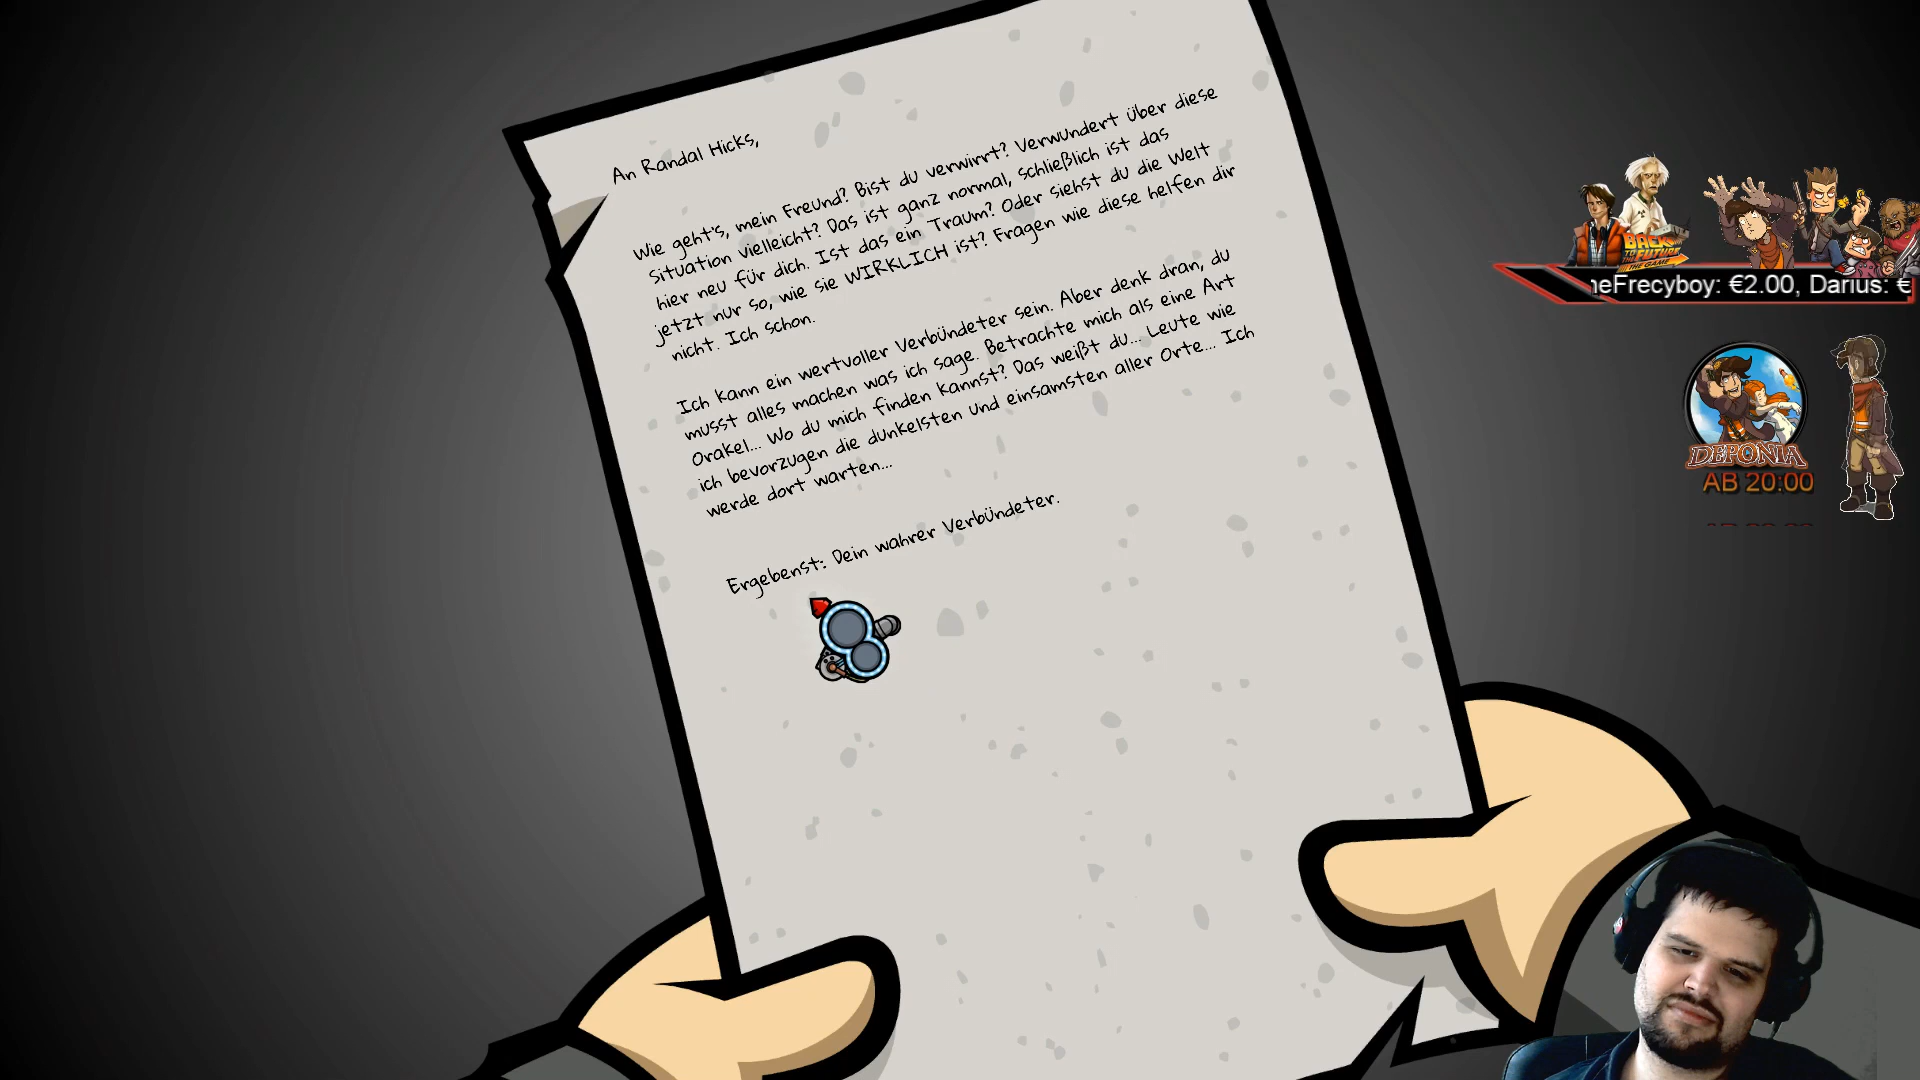 An Randal Hicks,
Wie geht's, mein Freund? Bist du verwirrt? Verwundert über diese
Situation vielleicht? Das ist ganz normal, schließlich ist das
hier neu für dich. Ist das ein Traum? Oder siehst du die Welt
jetzt nur so, wie sie WIRKLICH ist? Fragen wie diese helfen dir
nicht. Ich schon.
Ich kann ein wertvoller Verbündeter sein. Aber denk dran, du
musst alles machen was ich sage. Betrachte mich als eine Art
Orakel... Wo du mich finden kannst? Das weißt du... Leute wie
ich bevorzugen die dunkelsten und einsamsten aller Orte... Ich
werde dort warten...
Ergebenst: Dein wahrer Verbündeter.
BACK
TO THE FUTURE
THE GAME
neFrecyboy: €2.00, Darius: €
DEPONIA
AB 20:00